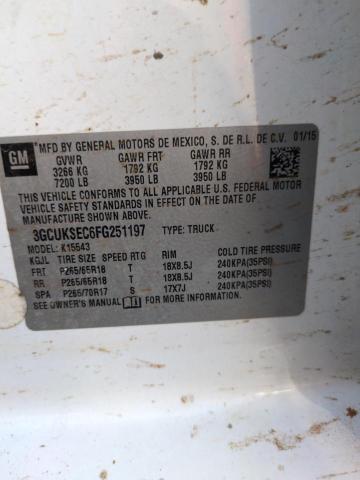 GM
MFD BY GENERAL MOTORS DE MEXICO, S. DE R.L. DE C.V. 01/15
GVWR GAWR FRT GAWR RR
3266 KG 1792 KG 1792 KG
7200 LB 3950 LB 3950 LB
THIS VEHICLE CONFORMS TO ALL APPLICABLE U.S. FEDERAL MOTOR
VEHICLE SAFETY STANDARDS IN EFFECT ON THE DATE OF
MANUFACTURE SHOWN ABOVE.
3GCUKSEC6FG251197 TYPE: TRUCK
MODEL: K15543
KGJL TIRE SIZE SPEED RTG RIM COLD TIRE PRESSURE
FRT P265/65R18 T 18X8.5J 240KPA(35PSI)
RR P265/65R18 T 18X8.5J 240KPA(35PSI)
SPA P265/70R17 S 17X7J 240KPA(35PSI)
SEE OWNER'S MANUAL FOR MORE INFORMATION.